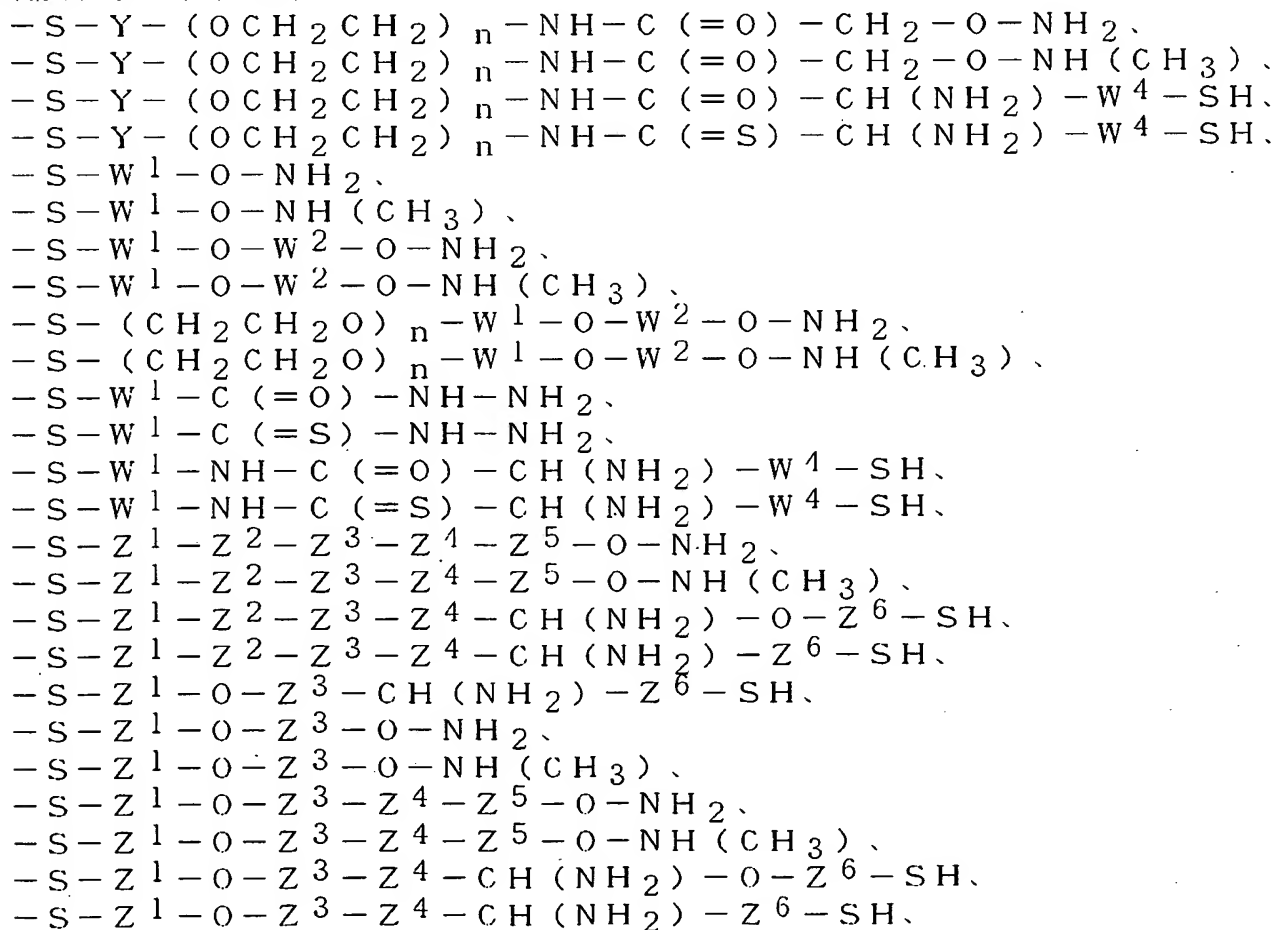 －S－Y－(OCH₂CH₂)ₙ－NH－C(=O)－CH₂－O－NH₂、
－S－Y－(OCH₂CH₂)ₙ－NH－C(=O)－CH₂－O－NH(CH₃)、
－S－Y－(OCH₂CH₂)ₙ－NH－C(=O)－CH(NH₂)－W⁴－SH、
－S－Y－(OCH₂CH₂)ₙ－NH－C(=S)－CH(NH₂)－W⁴－SH、
－S－W¹－O－NH₂、
－S－W¹－O－NH(CH₃)、
－S－W¹－O－W²－O－NH₂、
－S－W¹－O－W²－O－NH(CH₃)、
－S－(CH₂CH₂O)ₙ－W¹－O－W²－O－NH₂、
－S－(CH₂CH₂O)ₙ－W¹－O－W²－O－NH(CH₃)、
－S－W¹－C(=O)－NH－NH₂、
－S－W¹－C(=S)－NH－NH₂、
－S－W¹－NH－C(=O)－CH(NH₂)－W⁴－SH、
－S－W¹－NH－C(=S)－CH(NH₂)－W⁴－SH、
－S－Z¹－Z²－Z³－Z⁴－Z⁵－O－NH₂、
－S－Z¹－Z²－Z³－Z⁴－Z⁵－O－NH(CH₃)、
－S－Z¹－Z²－Z³－Z⁴－CH(NH₂)－O－Z⁶－SH、
－S－Z¹－Z²－Z³－Z⁴－CH(NH₂)－Z⁶－SH、
－S－Z¹－O－Z³－CH(NH₂)－Z⁶－SH、
－S－Z¹－O－Z³－O－NH₂、
－S－Z¹－O－Z³－O－NH(CH₃)、
－S－Z¹－O－Z³－Z⁴－Z⁵－O－NH₂、
－S－Z¹－O－Z³－Z⁴－Z⁵－O－NH(CH₃)、
－S－Z¹－O－Z³－Z⁴－CH(NH₂)－O－Z⁶－SH、
－S－Z¹－O－Z³－Z⁴－CH(NH₂)－Z⁶－SH、